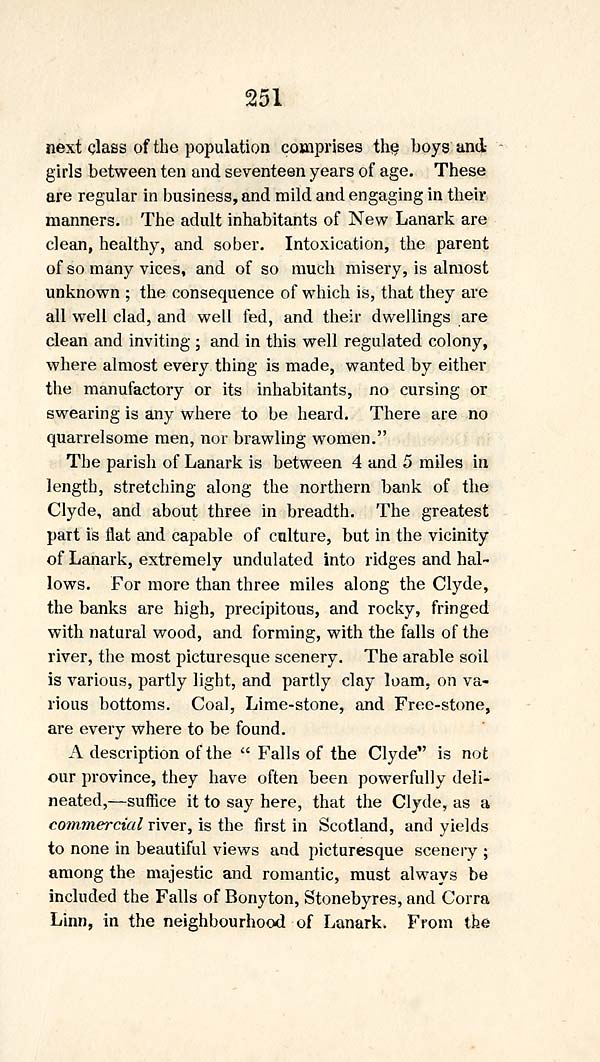 251
next class of the population comprises the boys and
girls between ten and seventeen years of age. These
are regular in business, and mild and engaging in their
manners. The adult inhabitants of New Lanark are
clean, healthy, and sober. Intoxication, the parent
of so many vices, and of so much misery, is almost
unknown ; the consequence of which is, that they are
all well clad, and well fed, and their dwellings are
clean and inviting ; and in this well regulated colony,
where almost every thing is made, wanted by either
the manufactory or its inhabitants, no cursing or
swearing is any where to be heard. There are no
quarrelsome men, nor brawling women."
The parish of Lanark is between 4 and 5 miles in
length, stretching along the northern bank of the
Clyde, and about three in breadth. The greatest
part is flat and capable of culture, but in the vicinity
of Lanark, extremely undulated into ridges and hal-
lows. For more than three miles along the Clyde,
the banks are high, precipitous, and rocky, fringed
with natural wood, and forming, with the falls of the
river, the most picturesque scenery. The arable soil
is various, partly light, and partly clay loam, on va-
rious bottoms. Coal, Lime-stone, and Free-stone,
are every where to be found.
A description of the “ Falls of the Clyde” is not
our province, they have often been powerfully deli-
neated,—suffice it to say here, that the Clyde, as a
commercial river, is the first in Scotland, and yields
to none in beautiful views and picturesque scenery ;
among the majestic and romantic, must always be
included the Falls of Bonyton, Stonebyres, and Corra
Linn, in the neighbourhood of Lanark. From the